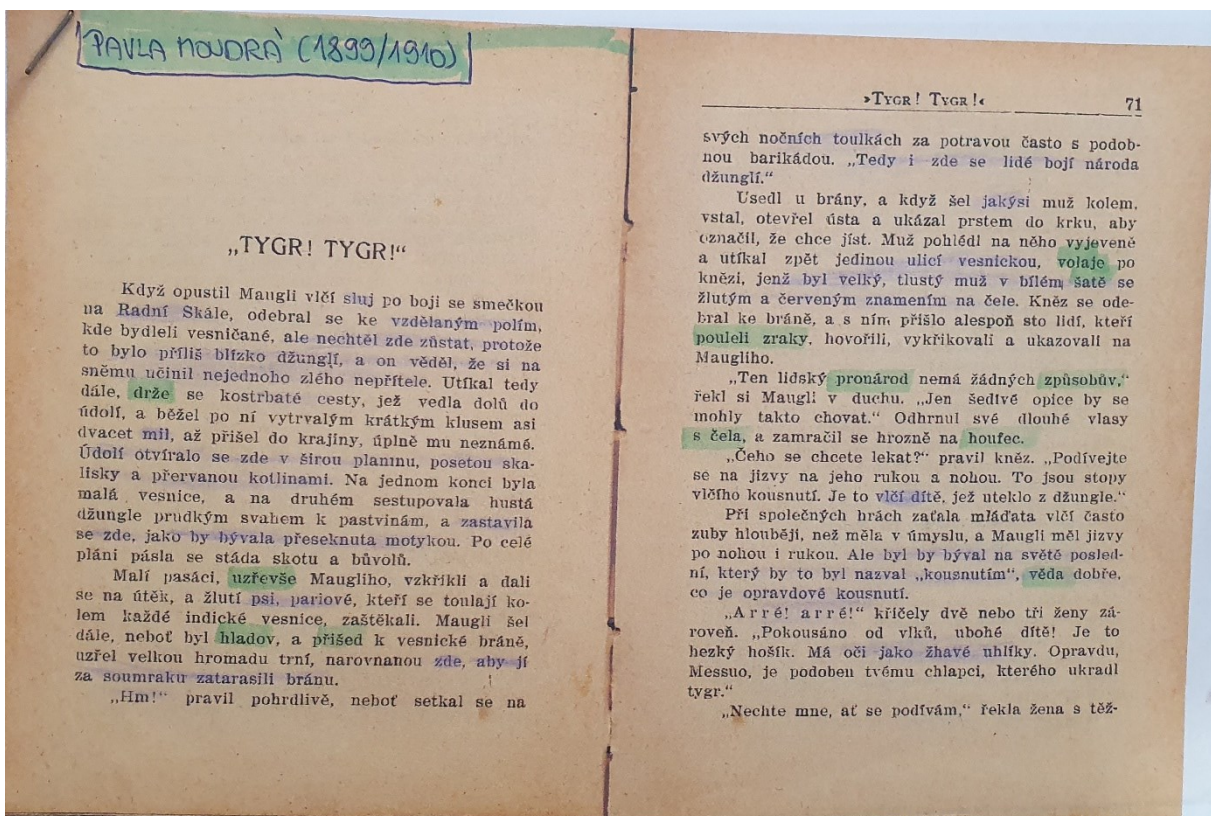 PAVLA MOUDRÁ (1899/1910)
„TYGR! TYGR!“
Když opustil Maugli vlčí sluj po boji se smečkou
na Radní Skále, odebral se ke vzdělaným polím,
kde bydleli vesničané, ale nechtěl zde zůstat, protože
to bylo příliš blízko džunglí, a on věděl, že si na
sněmu učinil nejednoho zlého nepřítele. Utíkal tedy
dále, drže se kostrbaté cesty, jež vedla dolů do
údolí, a běžel po ní vytrvalým krátkým klusem asi
dvacet mil, až přišel do krajiny, úplně mu neznámé.
Údolí otvíralo se zde v širou planinu, posetou ska-
lisky a přervanou kotlinami. Na jednom konci byla
malá vesnice, a na druhém sestupovala hustá
džungle prudkým svahem k pastvinám, a zastavila
se zde, jako by bývala přeseknuta motykou. Po celé
pláni pásla se stáda skotu a bůvolů.
Malí pasáci, uzřevše Maugliho, vzkřikli a dali
se na útěk, a žlutí psi, pariové, kteří se toulají ko-
lem každé indické vesnice, zaštěkali. Maugli šel
dále, neboť byl hladov, a přišed k vesnické bráně,
uzřel velkou hromadu trní, narovnanou zde, aby jí
za soumraku zatarasili bránu.
„Hm!“ pravil pohrdlivě, neboť setkal se na
»TYGR! TYGR!« 71
svých nočních toulkách za potravou často s podob-
nou barikádou. „Tedy i zde se lidé bojí národa
džunglí.“
Usedl u brány, a když šel jakýsi muž kolem,
vstal, otevřel ústa a ukázal prstem do krku, aby
označil, že chce jíst. Muž pohlédl na něho vyjeveně
a utíkal zpět jedinou ulicí vesnickou, volaje po
knězi, jenž byl velký, tlustý muž v bílém šatě se
žlutým a červeným znamením na čele. Kněz se ode-
bral ke bráně, a s ním přišlo alespoň sto lidí, kteří
pouleli zraky, hovořili, vykřikovali a ukazovali na
Maugliho.
„Ten lidský pronárod nemá žádných způsobův,“
řekl si Maugli v duchu. „Jen šedivé opice by se
mohly takto chovat.“ Odhrnul své dlouhé vlasy
s čela, a zamračil se hrozně na houfec.
„Čeho se chcete lekat?“ pravil kněz. „Podívejte
se na jizvy na jeho rukou a nohou. To jsou stopy
vlčího kousnutí. Je to vlčí dítě, jež uteklo z džungle.“
Při společných hrách zaťala mláďata vlčí často
zuby hlouběji, než měla v úmyslu, a Maugli měl jizvy
po nohou i rukou. Ale byl by býval na světě posled-
ní, který by to byl nazval „kousnutím“, věda dobře,
co je opravdové kousnutí.
„Arré! arré!“ křičely dvě nebo tři ženy zá-
roveň. „Pokousáno od vlků, ubohé dítě! Je to
hezký hošík. Má oči jako žhavé uhlíky. Opravdu,
Messuo, je podoben tvému chlapci, kterého ukradl
tygr.“
„Nechte mne, ať se podívám,“ řekla žena s těž-